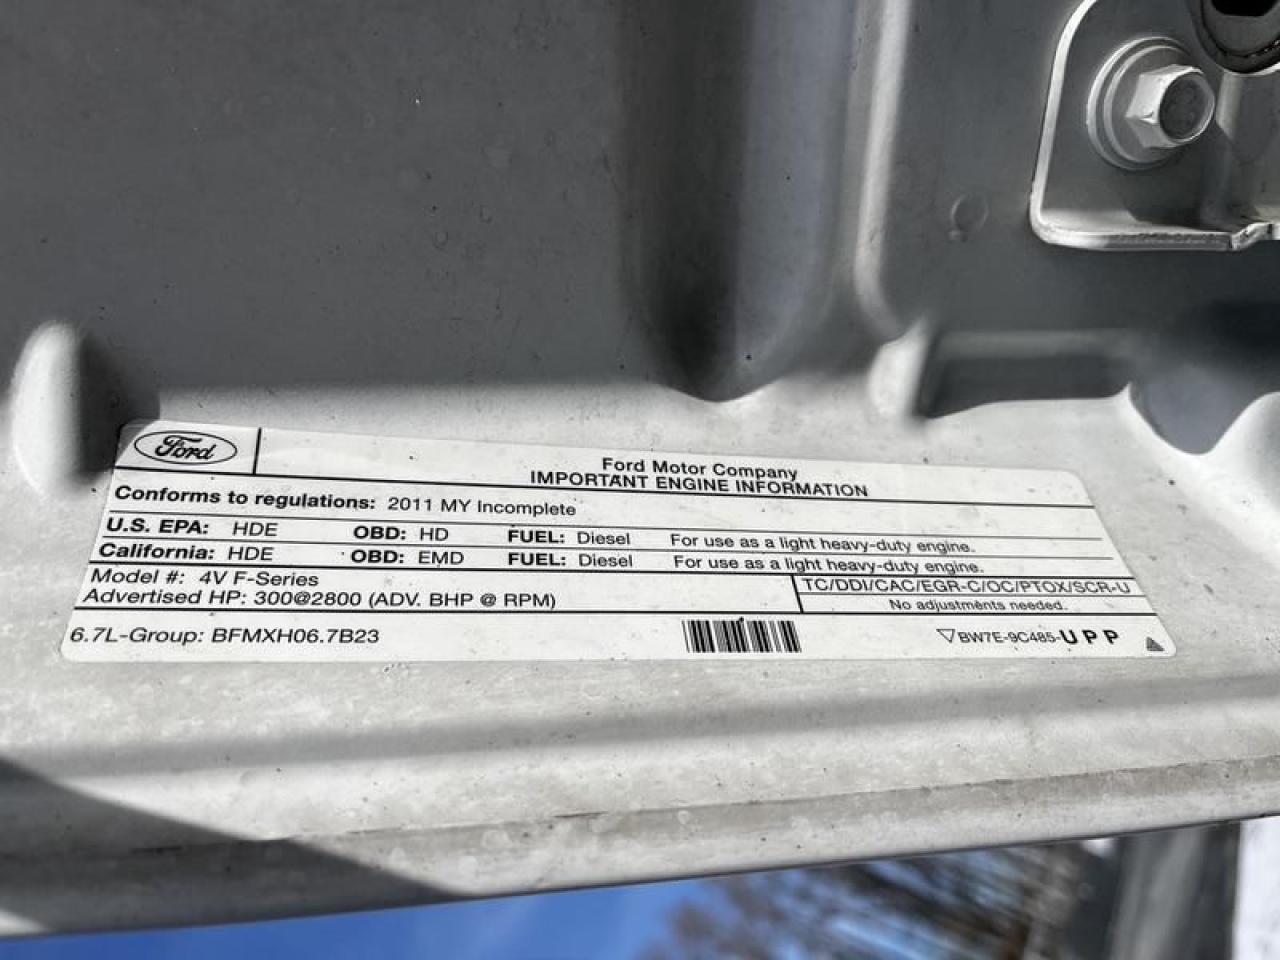 Ford
Ford Motor Company
IMPORTANT ENGINE INFORMATION
Conforms to regulations: 2011 MY Incomplete
U.S. EPA: HDE OBD: HD FUEL: Diesel For use as a light heavy-duty engine.
California: HDE OBD: EMD FUEL: Diesel For use as a light heavy-duty engine.
Model #: 4V F-Series
Advertised HP: 300@2800 (ADV. BHP @ RPM)
TC/DDI/CAC/EGR-C/OC/PTOX/SCR-U
No adjustments needed.
6.7L-Group: BFMXH06.7B23
BW7E-9C485-UPP